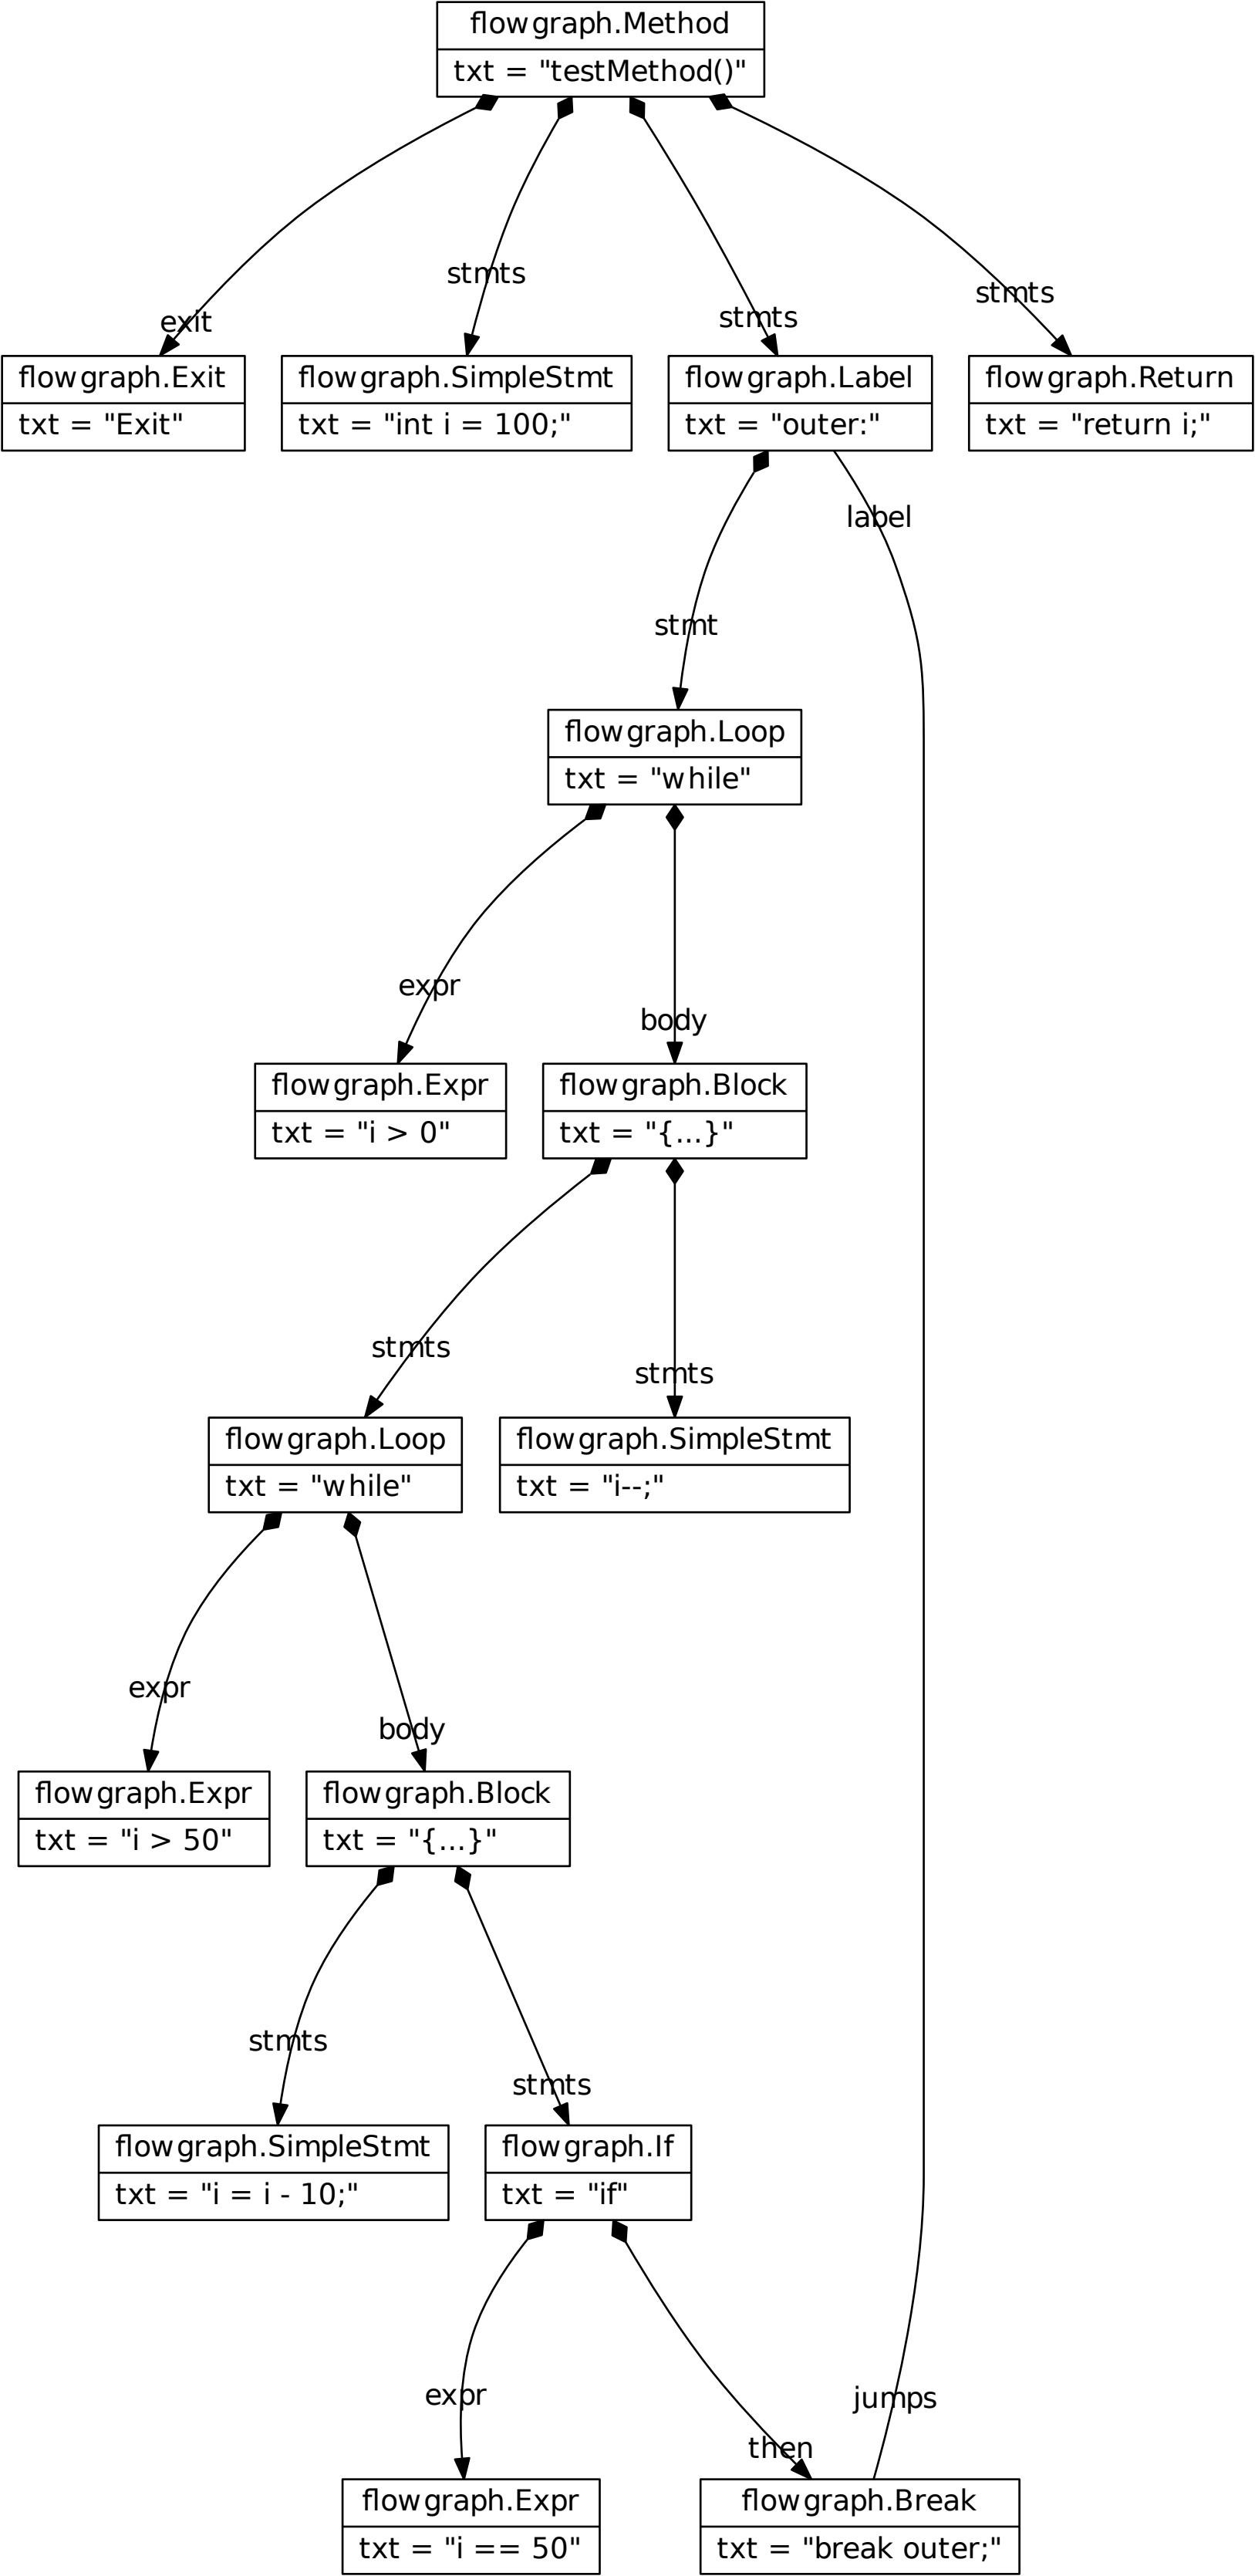 flowgraph.Method
txt = "testMethod()"
stmts
stmts
stmts
exit
flowgraph.Exit
txt = "Exit"
flowgraph.SimpleStmt
txt = "int i = 100;"
flowgraph.Label
txt = "outer:"
flowgraph.Return
txt = "return i;"
label
stmt
flowgraph.Loop
txt = "while"
expr
body
flowgraph.Expr
txt = "i > 0"
flowgraph.Block
txt = "{...}"
stmts
stmts
flowgraph.Loop
txt = "while"
flowgraph.SimpleStmt
txt = "i--;"
expr
body
flowgraph.Expr
txt = "i > 50"
flowgraph.Block
txt = "{...}"
stmts
stmts
flowgraph.SimpleStmt
txt = "i = i - 10;"
flowgraph.If
txt = "if"
expr
jumps
then
flowgraph.Expr
txt = "i == 50"
flowgraph.Break
txt = "break outer;"